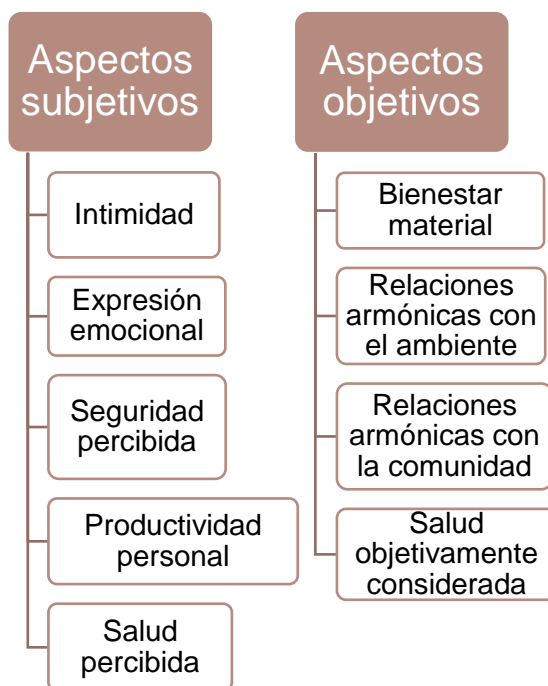 Aspectos
subjetivos
Intimidad
Expresión
emocional
Seguridad
percibida
Productividad
personal
Salud
percibida
Aspectos
objetivos
Bienestar
material
Relaciones
armónicas con
el ambiente
Relaciones
armónicas con
la comunidad
Salud
objetivamente
considerada